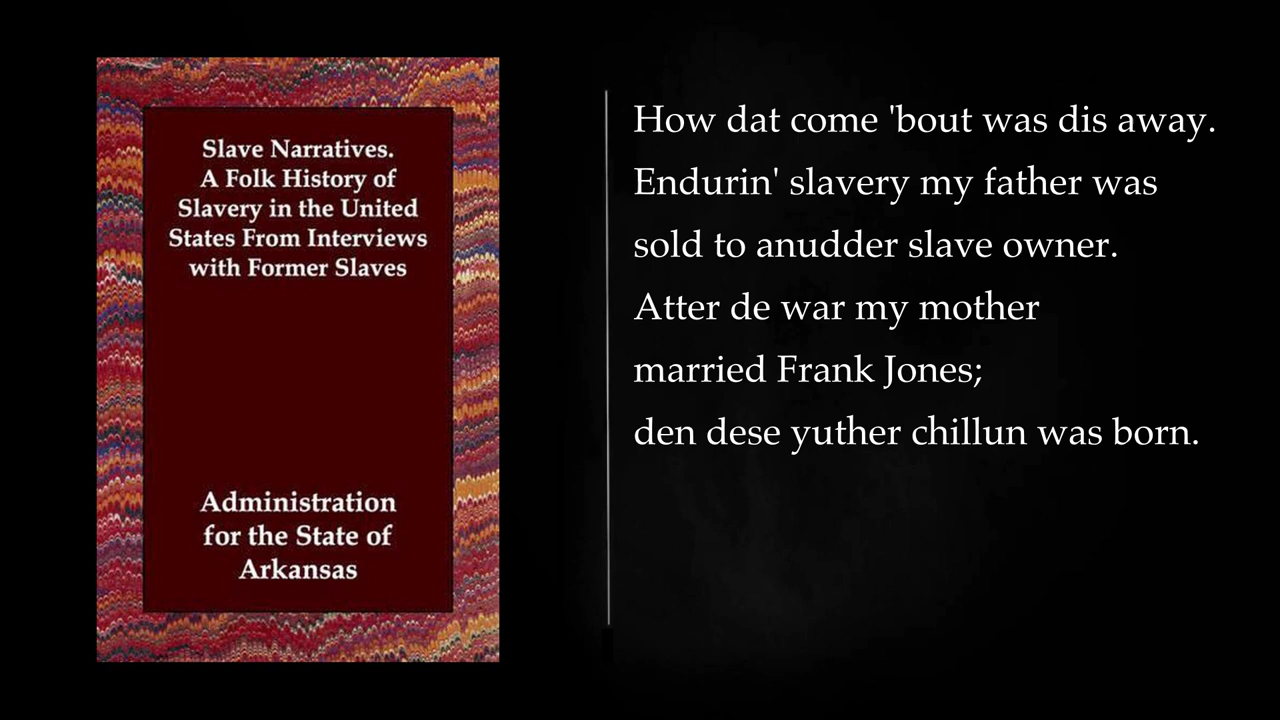 Slave Narratives.
A Folk History of
Slavery in the United
States From Interviews
with Former Slaves
Administration
for the State of
Arkansas
How dat come 'bout was dis away.
Endurin' slavery my father was
sold to anudder slave owner.
Atter de war my mother
married Frank Jones;
den dese yuther chillun was born.